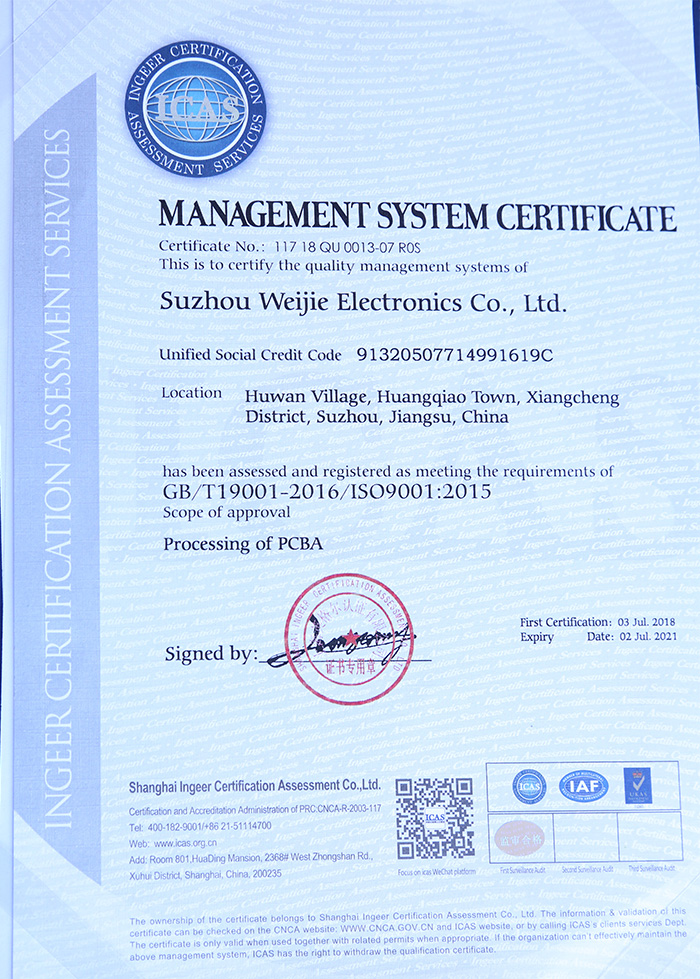 INGEER CERTIFICATION
ICAS
ASSESSMENT SERVICES
INGEER CERTIFICATION ASSESSMENT SERVICES
MANAGEMENT SYSTEM CERTIFICATE
Certificate No.: 117 18 QU 0013-07 R0S
This is to certify the quality management systems of
Suzhou Weijie Electronics Co., Ltd.
Unified Social Credit Code 91320507714991619C
Location Huwan Village, Huangqiao Town, Xiangcheng
District, Suzhou, Jiangsu, China
has been assessed and registered as meeting the requirements of
GB/T19001-2016/ISO9001:2015
Scope of approval
Processing of PCBA
First Certification: 03 Jul. 2018
Expiry Date: 02 Jul. 2021
Signed by:
证书专用章
Shanghai Ingeer Certification Assessment Co.,Ltd.
Certification and Accreditation Administration of PRC:CNCA-R-2003-117
Tel: 400-182-9001/+86 21-51114700
Web: www.icas.org.cn
Add: Room 801,HuaDing Mansion, 2368# West Zhongshan Rd.,
Xuhui District, Shanghai, China, 200235
ICAS
Focus on icas WeChat platform
ICAS
IAF
UKAS
监审合格
First Surveillance Audit
Second Surveillance Audit
Third Surveillance Audit
The ownership of the certificate belongs to Shanghai Ingeer Certification Assessment Co., Ltd. The information & validation of this
certificate can be checked on the CNCA website: WWW.CNCA.GOV.CN and ICAS website, or by calling ICAS's clients services Dept.
The certificate is only valid when used together with related permits when appropriate. If the organization can't effectively maintain the
above management system, ICAS has the right to withdraw the qualification certificate.